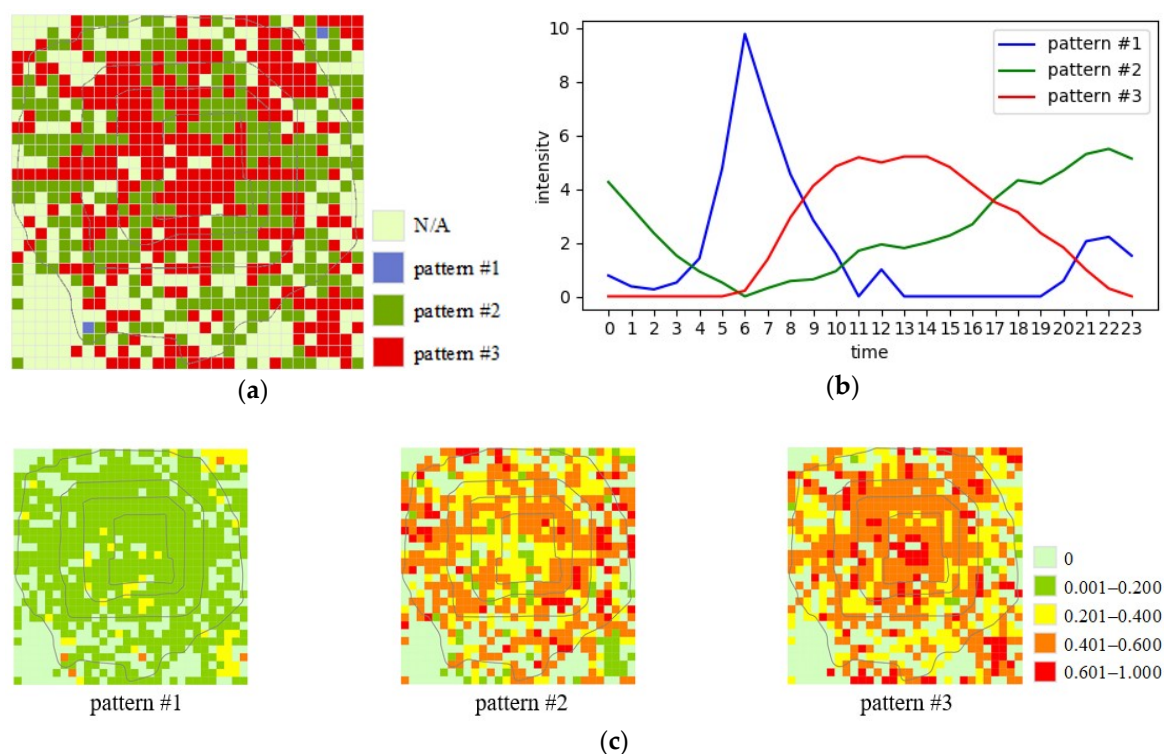 N/A
pattern #1
pattern #2
pattern #3
(a)
10
8
6
4
2
0
intensity
pattern #1
pattern #2
pattern #3
0 1 2 3 4 5 6 7 8 9 10 11 12 13 14 15 16 17 18 19 20 21 22 23
time
(b)
pattern #1
pattern #2
pattern #3
0
0.001–0.200
0.201–0.400
0.401–0.600
0.601–1.000
(c)